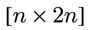 [n × 2n]